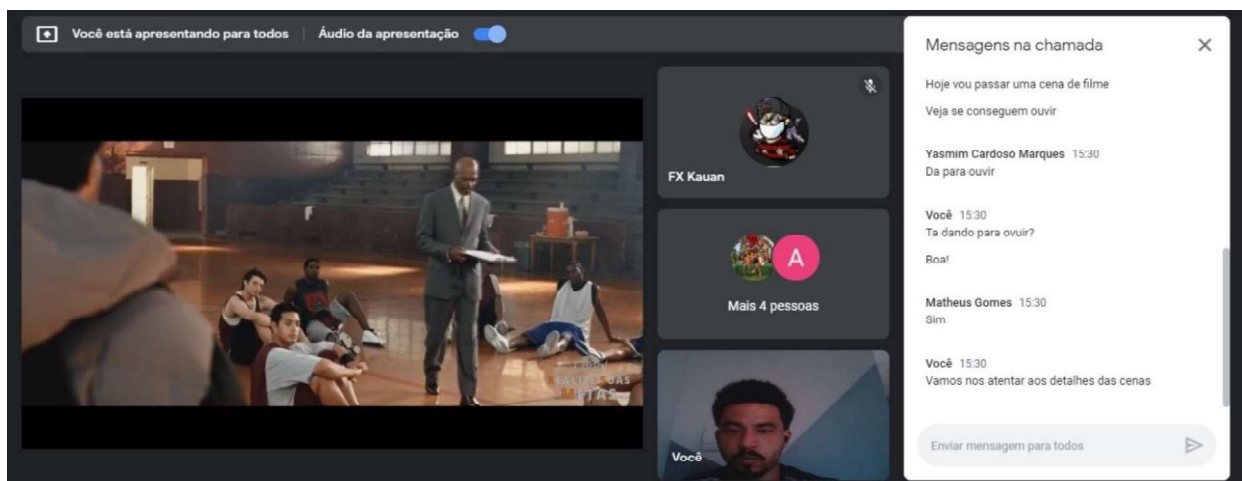 Você está apresentando para todos
Áudio da apresentação
FX Kauan
A
Mais 4 pessoas
Você
Mensagens na chamada
Hoje vou passar uma cena de filme
Veja se conseguem ouvir
Yasmim Cardoso Marques 15:30
Da para ouvir
Você 15:30
Ta dando para ovuir?
Boa!
Matheus Gomes 15:30
Sim
Você 15:30
Vamos nos atentar aos detalhes das cenas
Enviar mensagem para todos